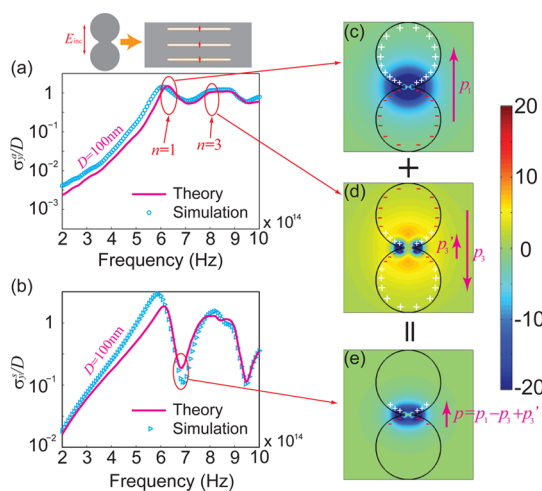 E_inc
(a)
σ_y^a/D
1
10^-1
10^-2
10^-3
D=100nm
n=1
n=3
Theory
Simulation
2 3 4 5 6 7 8 9 10
x 10^14
Frequency (Hz)
(b)
σ_y^s/D
1
10^-1
10^-2
D=100nm
Theory
Simulation
2 3 4 5 6 7 8 9 10
x 10^14
Frequency (Hz)
(c)
p_1
+
(d)
p_3'
p_3
=
(e)
p=p_1-p_3+p_3'
20
10
0
-10
-20